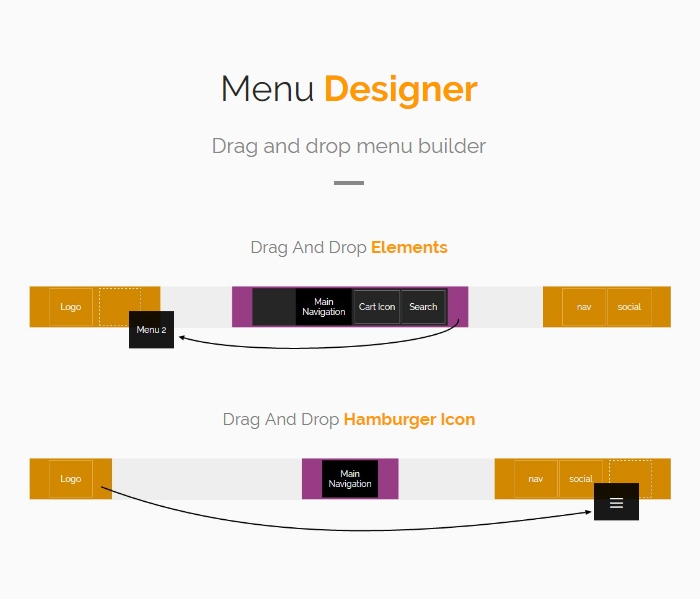 Menu Designer
Drag and drop menu builder
Drag And Drop Elements
Logo
Main
Navigation
Cart Icon
Search
nav
social
Menu 2
Drag And Drop Hamburger Icon
Logo
Main
Navigation
nav
social